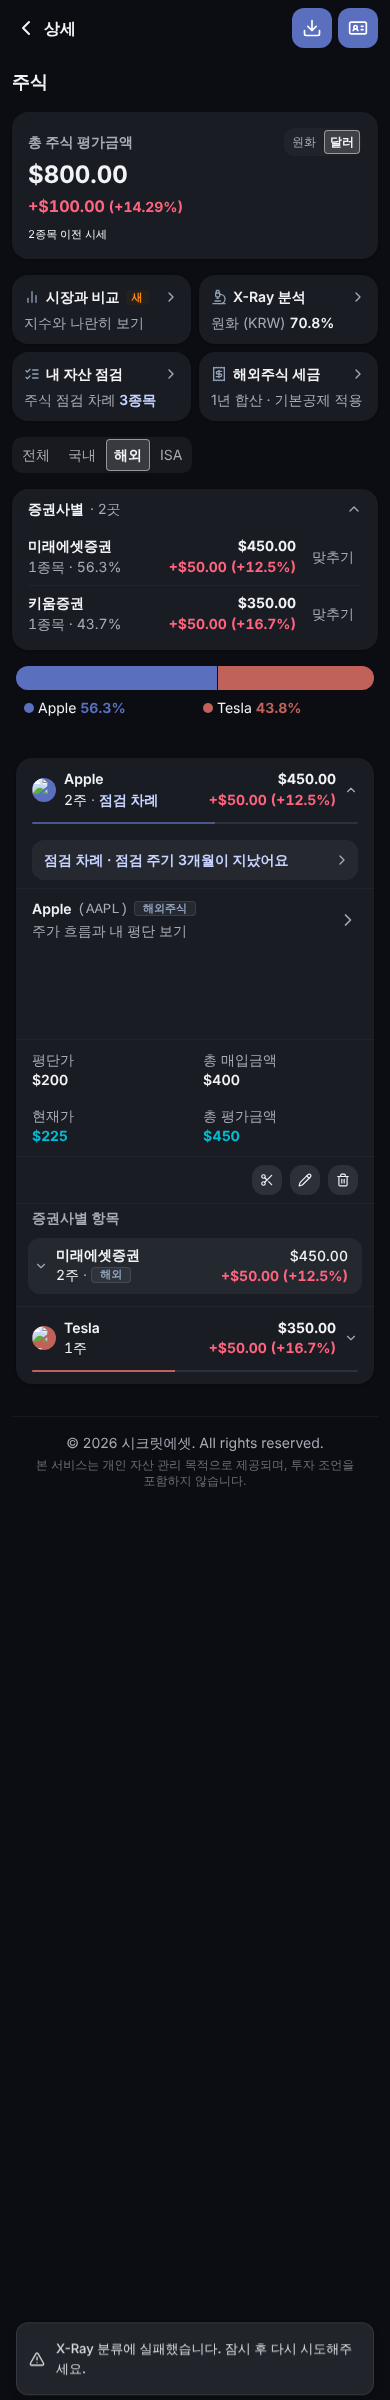 상세
주식
총 주식 평가금액
원화 달러
$800.00
+$100.00 (+14.29%)
2종목 이전 시세
시장과 비교 새
지수와 나란히 보기
X-Ray 분석
원화 (KRW) 70.8%
내 자산 점검
주식 점검 차례 3종목
해외주식 세금
1년 합산 · 기본공제 적용
전체 국내 해외 ISA
증권사별 · 2곳
미래에셋증권 $450.00
1종목 · 56.3% +$50.00 (+12.5%) 맞추기
키움증권 $350.00
1종목 · 43.7% +$50.00 (+16.7%) 맞추기
Apple 56.3% Tesla 43.8%
Apple $450.00
2주 · 점검 차례 +$50.00 (+12.5%)
점검 차례 · 점검 주기 3개월이 지났어요
Apple (AAPL) 해외주식
주가 흐름과 내 평단 보기
평단가 총 매입금액
$200 $400
현재가 총 평가금액
$225 $450
증권사별 항목
미래에셋증권 $450.00
2주 · 해외 +$50.00 (+12.5%)
Tesla $350.00
1주 +$50.00 (+16.7%)
© 2026 시크릿에셋. All rights reserved.
본 서비스는 개인 자산 관리 목적으로 제공되며, 투자 조언을
포함하지 않습니다.
X-Ray 분류에 실패했습니다. 잠시 후 다시 시도해주
세요.